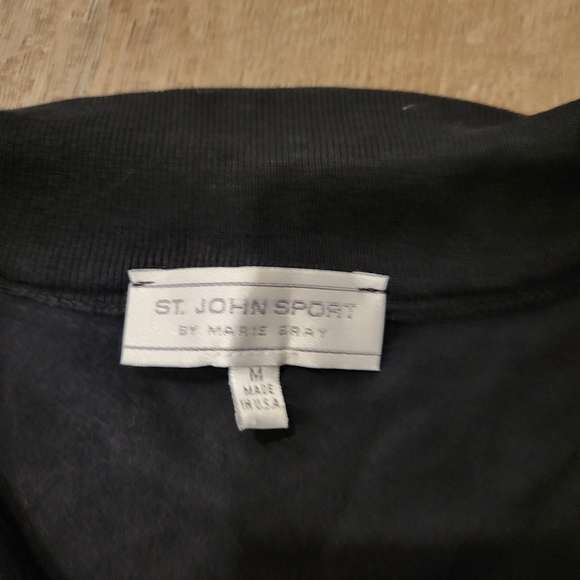 ST. JOHN SPORT
BY MARIE GRAY
M
MADE
IN U.S.A